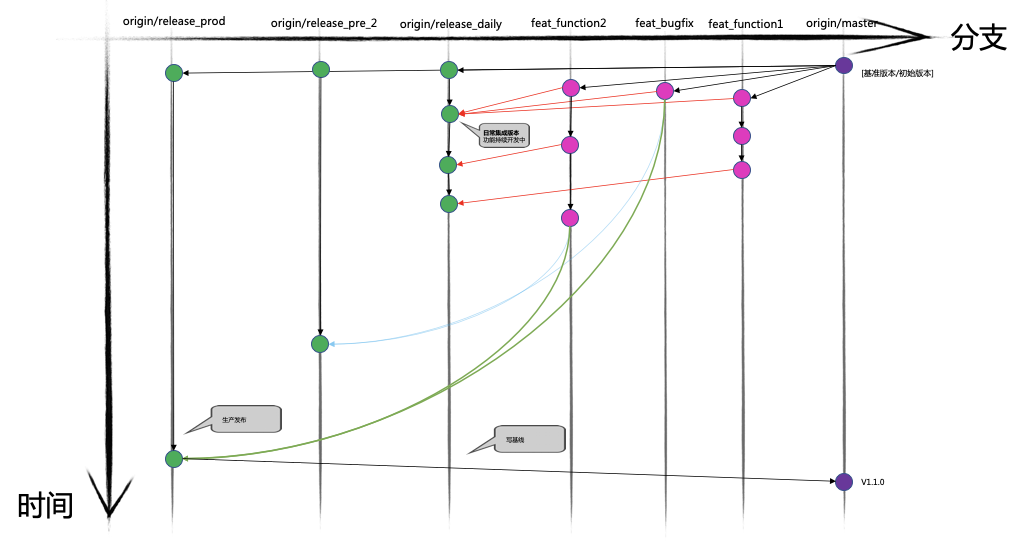 origin/release_prod
origin/release_pre_2
origin/release_daily
feat_function2
feat_bugfix
feat_function1
origin/master
分支
[基准版本/初始版本]
日常集成版本
功能持续开发中
生产发布
写基线
V1.1.0
时间